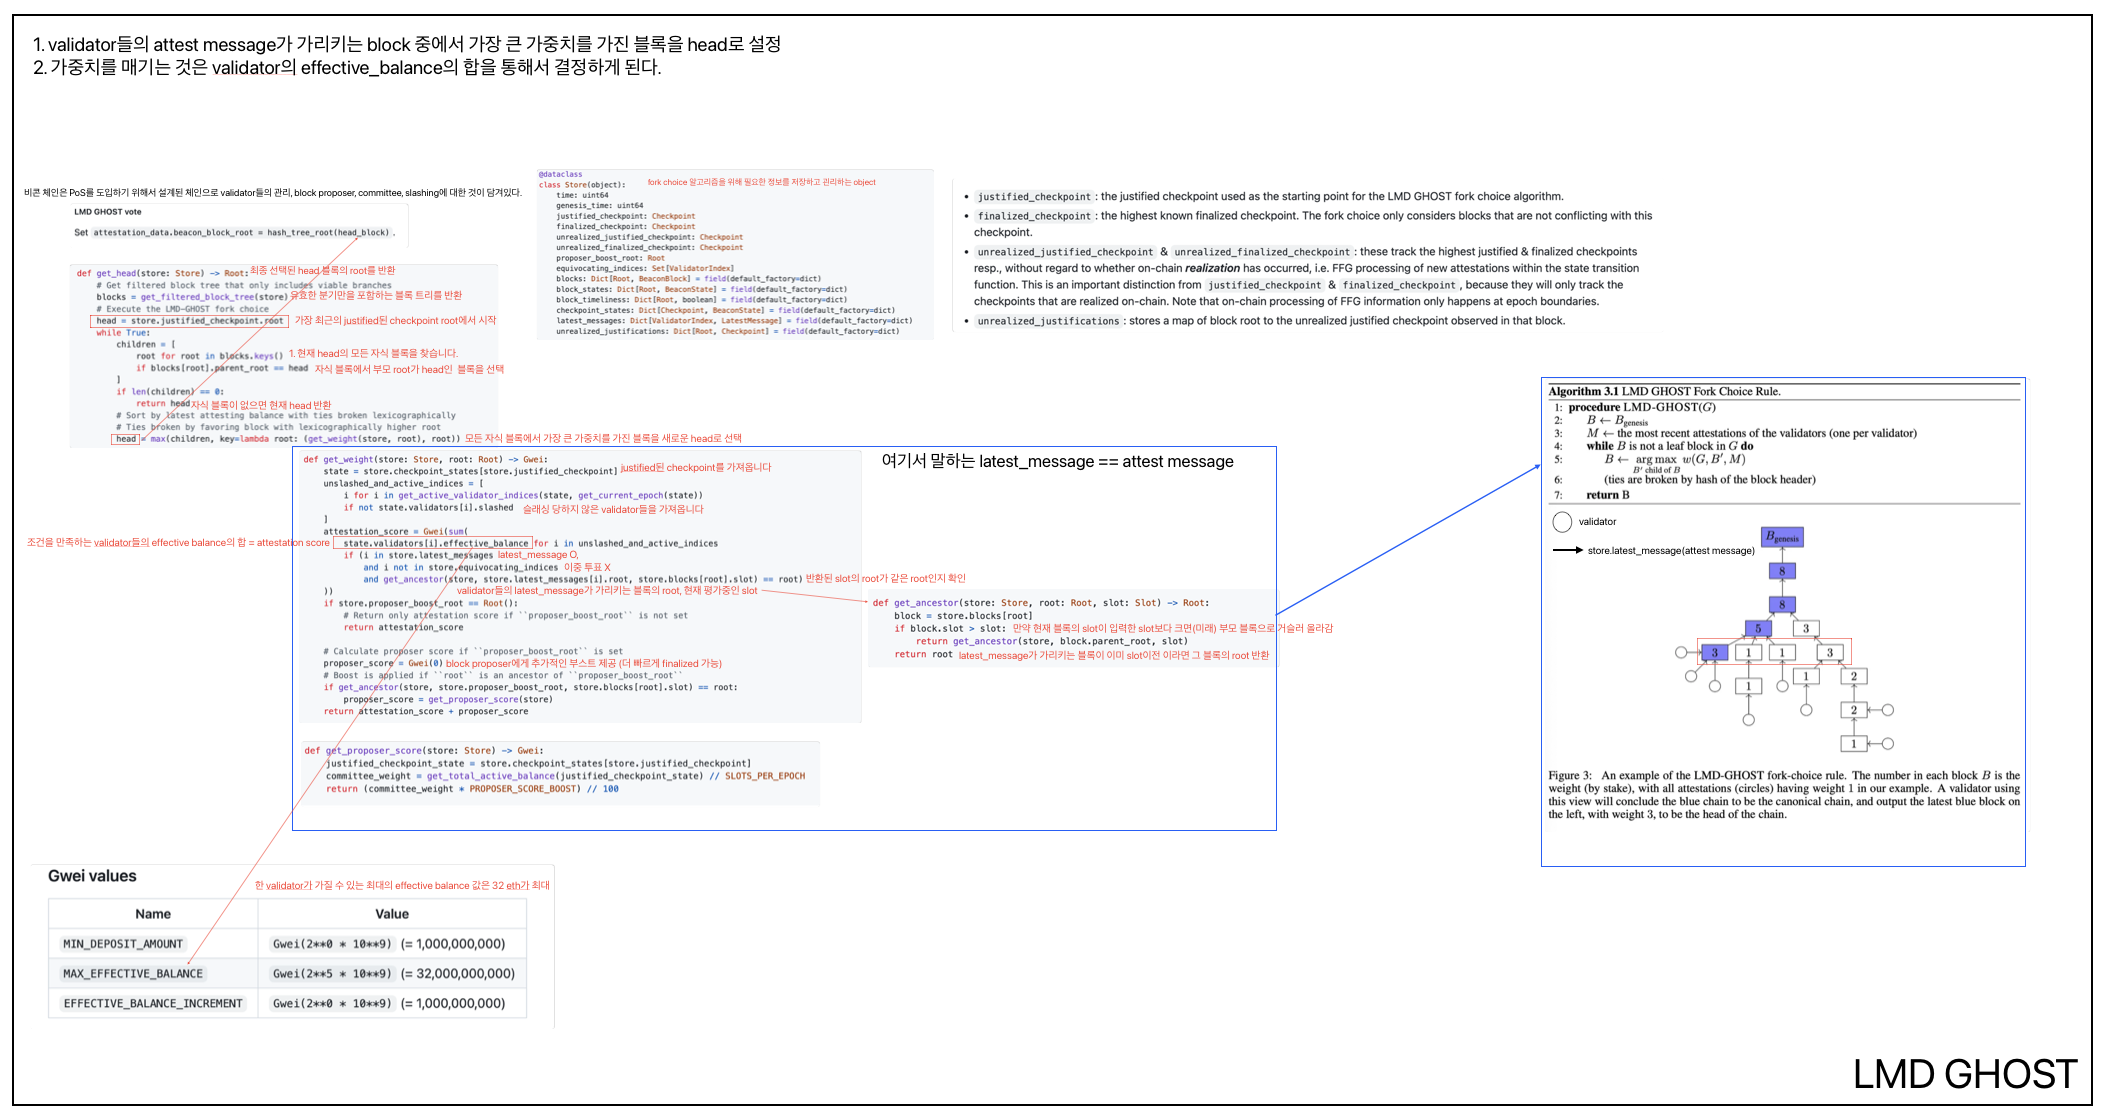 1. validator들의 attest message가 가리키는 block 중에서 가장 큰 가중치를 가진 블록을 head로 설정
2. 가중치를 매기는 것은 validator의 effective_balance의 합을 통해서 결정하게 된다.
비콘 체인은 PoS를 도입하기 위해서 설계된 체인으로 validator들의 관리, block proposer, committee, slashing에 대한 것이 담겨있다.
LMD GHOST vote
Set attestation_data.beacon_block_root = hash_tree_root(head_block) .
def get_head(store: Store) -> Root: 최종 선택된 head 블록의 root를 반환
# Get filtered block tree that only includes viable branches
blocks = get_filtered_block_tree(store) 유효한 분기만을 포함하는 블록 트리를 반환
# Execute the LMD-GHOST fork choice
head = store.justified_checkpoint.root 가장 최근의 justified된 checkpoint root에서 시작
while True:
children = [
root for root in blocks.keys() 1. 현재 head의 모든 자식 블록을 찾습니다.
if blocks[root].parent_root == head 자식 블록에서 부모 root가 head인 블록을 선택
]
if len(children) == 0:
return head 자식 블록이 없으면 현재 head 반환
# Sort by latest attesting balance with ties broken lexicographically
# Ties broken by favoring block with lexicographically higher root
head = max(children, key=lambda root: (get_weight(store, root), root)) 모든 자식 블록에서 가장 큰 가중치를 가진 블록을 새로운 head로 선택
@dataclass
class Store(object): fork choice 알고리즘을 위해 필요한 정보를 저장하고 관리하는 object
time: uint64
genesis_time: uint64
justified_checkpoint: Checkpoint
finalized_checkpoint: Checkpoint
unrealized_justified_checkpoint: Checkpoint
unrealized_finalized_checkpoint: Checkpoint
proposer_boost_root: Root
equivocating_indices: Set[ValidatorIndex]
blocks: Dict[Root, BeaconBlock] = field(default_factory=dict)
block_states: Dict[Root, BeaconState] = field(default_factory=dict)
block_timeliness: Dict[Root, boolean] = field(default_factory=dict)
checkpoint_states: Dict[Checkpoint, BeaconState] = field(default_factory=dict)
latest_messages: Dict[ValidatorIndex, LatestMessage] = field(default_factory=dict)
unrealized_justifications: Dict[Root, Checkpoint] = field(default_factory=dict)
• justified_checkpoint : the justified checkpoint used as the starting point for the LMD GHOST fork choice algorithm.
• finalized_checkpoint : the highest known finalized checkpoint. The fork choice only considers blocks that are not conflicting with this
checkpoint.
• unrealized_justified_checkpoint & unrealized_finalized_checkpoint : these track the highest justified & finalized checkpoints
resp., without regard to whether on-chain realization has occurred, i.e. FFG processing of new attestations within the state transition
function. This is an important distinction from justified_checkpoint & finalized_checkpoint , because they will only track the
checkpoints that are realized on-chain. Note that on-chain processing of FFG information only happens at epoch boundaries.
• unrealized_justifications : stores a map of block root to the unrealized justified checkpoint observed in that block.
def get_weight(store: Store, root: Root) -> Gwei:
state = store.checkpoint_states[store.justified_checkpoint] justified된 checkpoint를 가져옵니다
unslashed_and_active_indices = [
i for i in get_active_validator_indices(state, get_current_epoch(state))
if not state.validators[i].slashed 슬래싱 당하지 않은 validator들을 가져옵니다
]
attestation_score = Gwei(sum(
조건을 만족하는 validator들의 effective balance의 합 = attestation score
state.validators[i].effective_balance for i in unslashed_and_active_indices
if (i in store.latest_messages latest_message O,
and i not in store.equivocating_indices 이중 투표 X
and get_ancestor(store, store.latest_messages[i].root, store.blocks[root].slot) == root) 반환된 slot의 root가 같은 root인지 확인
)) validator들의 latest_message가 가리키는 블록의 root, 현재 평가중인 slot
if store.proposer_boost_root == Root():
# Return only attestation score if ``proposer_boost_root`` is not set
return attestation_score
# Calculate proposer score if ``proposer_boost_root`` is set
proposer_score = Gwei(0) block proposer에게 추가적인 부스트 제공 (더 빠르게 finalized 가능)
# Boost is applied if ``root`` is an ancestor of ``proposer_boost_root``
if get_ancestor(store, store.proposer_boost_root, store.blocks[root].slot) == root:
proposer_score = get_proposer_score(store)
return attestation_score + proposer_score
여기서 말하는 latest_message == attest message
def get_ancestor(store: Store, root: Root, slot: Slot) -> Root:
block = store.blocks[root]
if block.slot > slot: 만약 현재 블록의 slot이 입력한 slot보다 크면(미래) 부모 블록으로 거슬러 올라감
return get_ancestor(store, block.parent_root, slot)
return root latest_message가 가리키는 블록이 이미 slot이전 이라면 그 블록의 root 반환
def get_proposer_score(store: Store) -> Gwei:
justified_checkpoint_state = store.checkpoint_states[store.justified_checkpoint]
committee_weight = get_total_active_balance(justified_checkpoint_state) // SLOTS_PER_EPOCH
return (committee_weight * PROPOSER_SCORE_BOOST) // 100
Algorithm 3.1 LMD GHOST Fork Choice Rule.
1: procedure LMD-GHOST(G)
2: B ← Bgenesis
3: M ← the most recent attestations of the validators (one per validator)
4: while B is not a leaf block in G do
5: B ← arg max w(G, B′, M)
B′ child of B
6: (ties are broken by hash of the block header)
7: return B
validator
store.latest_message(attest message)
Bgenesis
8
8
5 3
3 1 1 3
1 1 2
2
1
Figure 3: An example of the LMD-GHOST fork-choice rule. The number in each block B is the
weight (by stake), with all attestations (circles) having weight 1 in our example. A validator using
this view will conclude the blue chain to be the canonical chain, and output the latest blue block on
the left, with weight 3, to be the head of the chain.
Gwei values
한 validator가 가질 수 있는 최대의 effective balance 값은 32 eth가 최대
Name Value
MIN_DEPOSIT_AMOUNT Gwei(2**0 * 10**9) (= 1,000,000,000)
MAX_EFFECTIVE_BALANCE Gwei(2**5 * 10**9) (= 32,000,000,000)
EFFECTIVE_BALANCE_INCREMENT Gwei(2**0 * 10**9) (= 1,000,000,000)
LMD GHOST